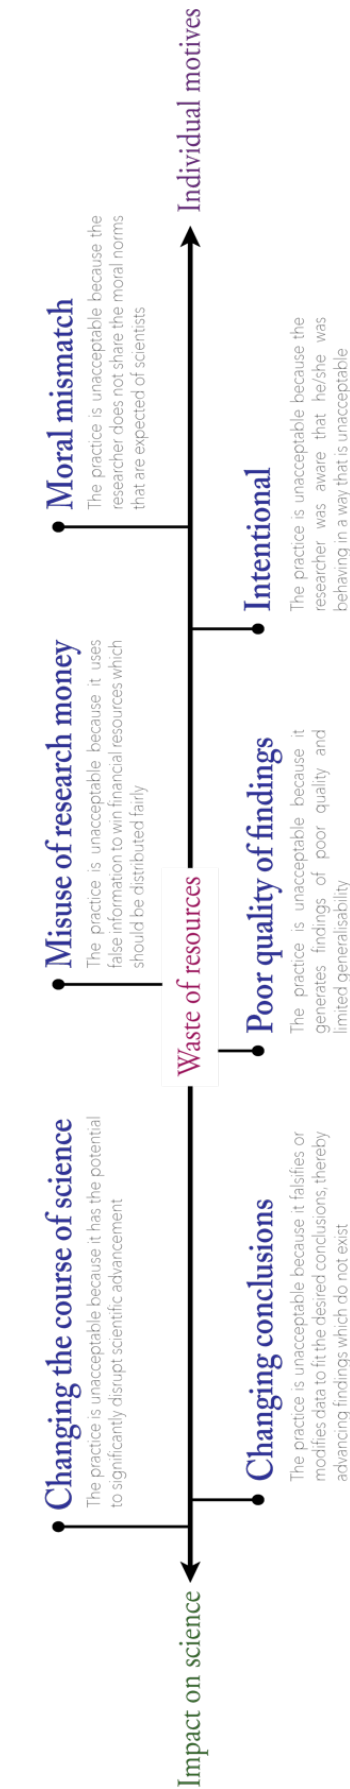 Changing the course of science
The practice is unacceptable because it has the potential
to significantly disrupt scientific advancement
Misuse of research money
The practice is unacceptable because it uses
false information to win financial resources which
should be distributed fairly
Moral mismatch
The practice is unacceptable because the
researcher does not share the moral norms
that are expected of scientists
Impact on science
Waste of resources
Individual motives
Changing conclusions
The practice is unacceptable because it falsifies or
modifies data to fit the desired conclusions, thereby
advancing findings which do not exist
Poor quality of findings
The practice is unacceptable because it
generates findings of poor quality and
limited generalisability
Intentional
The practice is unacceptable because the
researcher was aware that he/she was
behaving in a way that is unacceptable